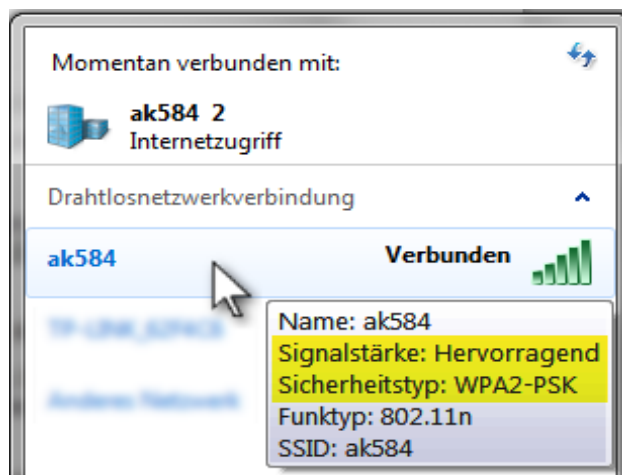 Momentan verbunden mit:
ak584 2
Internetzugriff
Drahtlosnetzwerkverbindung
ak584 Verbunden
Name: ak584
Signalstärke: Hervorragend
Sicherheitstyp: WPA2-PSK
Funktyp: 802.11n
SSID: ak584